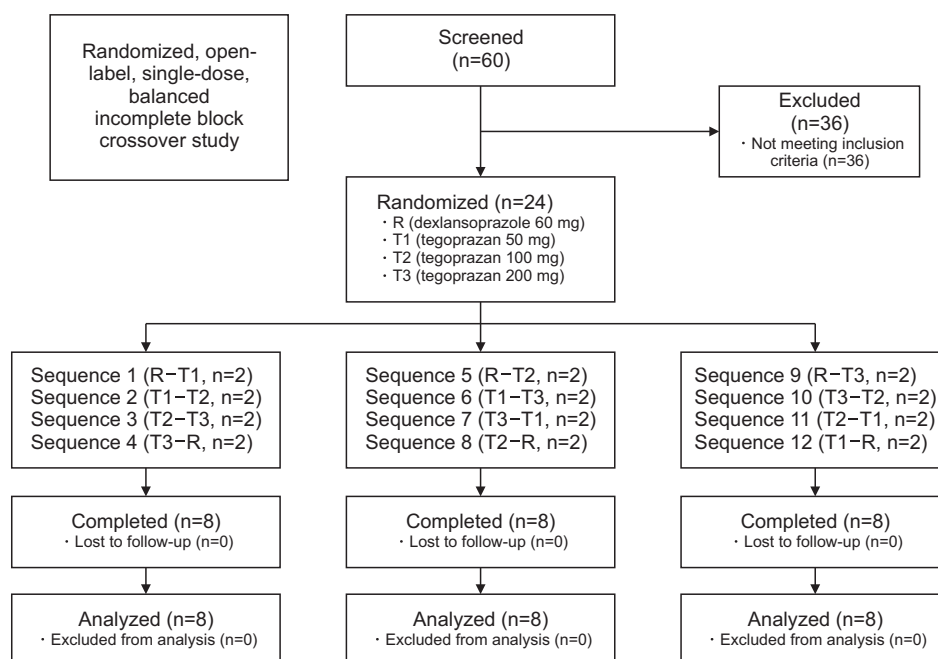 Randomized, open-
label, single-dose,
balanced
incomplete block
crossover study
Screened
(n=60)
Excluded
(n=36)
· Not meeting inclusion
criteria (n=36)
Randomized (n=24)
· R (dexlansoprazole 60 mg)
· T1 (tegoprazan 50 mg)
· T2 (tegoprazan 100 mg)
· T3 (tegoprazan 200 mg)
Sequence 1 (R−T1, n=2)
Sequence 2 (T1−T2, n=2)
Sequence 3 (T2−T3, n=2)
Sequence 4 (T3−R, n=2)
Sequence 5 (R−T2, n=2)
Sequence 6 (T1−T3, n=2)
Sequence 7 (T3−T1, n=2)
Sequence 8 (T2−R, n=2)
Sequence 9 (R−T3, n=2)
Sequence 10 (T3−T2, n=2)
Sequence 11 (T2−T1, n=2)
Sequence 12 (T1−R, n=2)
Completed (n=8)
· Lost to follow-up (n=0)
Completed (n=8)
· Lost to follow-up (n=0)
Completed (n=8)
· Lost to follow-up (n=0)
Analyzed (n=8)
· Excluded from analysis (n=0)
Analyzed (n=8)
· Excluded from analysis (n=0)
Analyzed (n=8)
· Excluded from analysis (n=0)